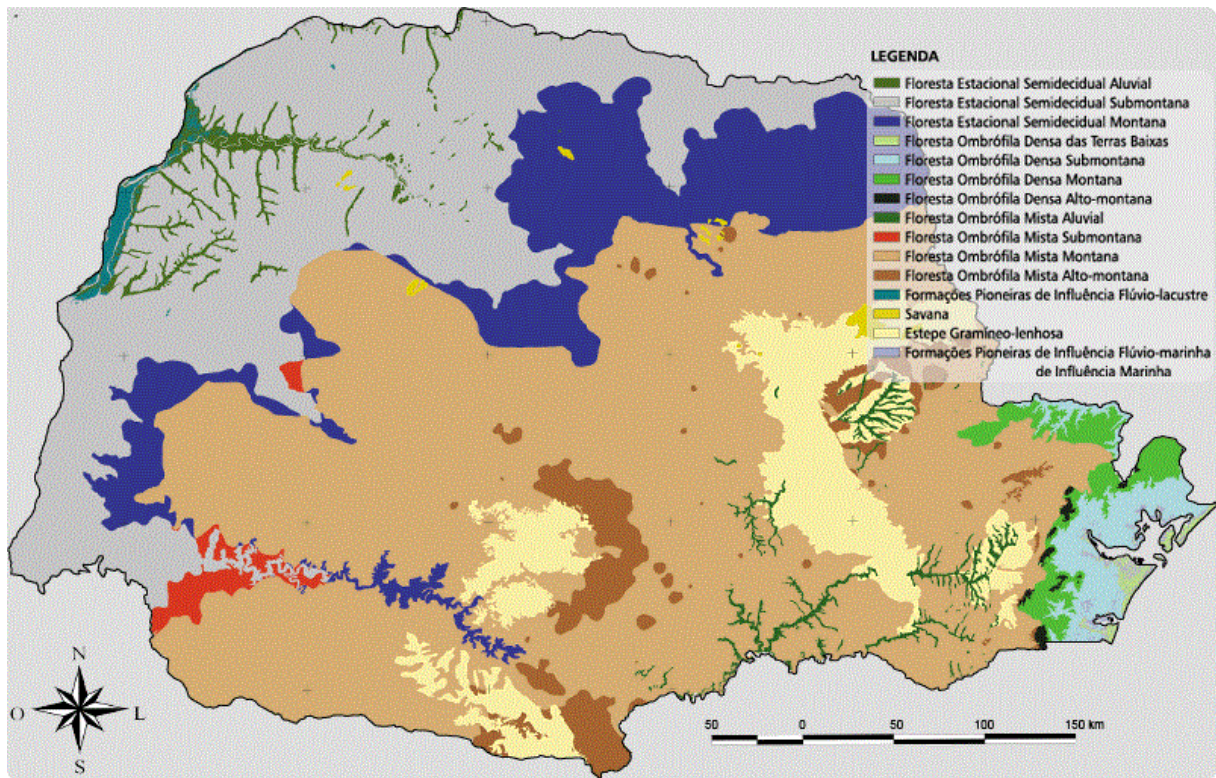 LEGENDA
Floresta Estacional Semidecidual Aluvial
Floresta Estacional Semidecidual Submontana
Floresta Estacional Semidecidual Montana
Floresta Ombrófila Densa das Terras Baixas
Floresta Ombrófila Densa Submontana
Floresta Ombrófila Densa Montana
Floresta Ombrófila Densa Alto-montana
Floresta Ombrófila Mista Aluvial
Floresta Ombrófila Mista Submontana
Floresta Ombrófila Mista Montana
Floresta Ombrófila Mista Alto-montana
Formações Pioneiras de Influência Flúvio-lacustre
Savana
Estepe Gramíneo-lenhosa
Formações Pioneiras de Influência Flúvio-marinha
de Influência Marinha
N
O L
S
50 0 50 100 150 km